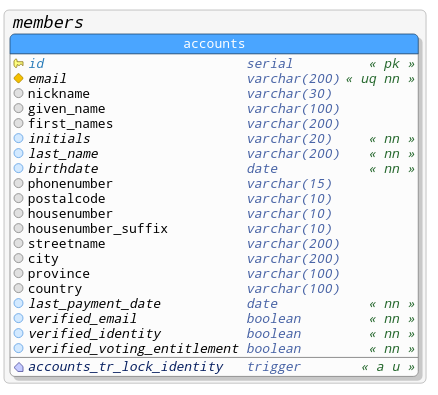 members
accounts
id serial « pk »
email varchar(200) « uq nn »
nickname varchar(30)
given_name varchar(100)
first_names varchar(200)
initials varchar(20) « nn »
last_name varchar(200) « nn »
birthdate date « nn »
phonenumber varchar(15)
postalcode varchar(10)
housenumber varchar(10)
housenumber_suffix varchar(10)
streetname varchar(200)
city varchar(200)
province varchar(100)
country varchar(100)
last_payment_date date « nn »
verified_email boolean « nn »
verified_identity boolean « nn »
verified_voting_entitlement boolean « nn »
accounts_tr_lock_identity trigger « a u »